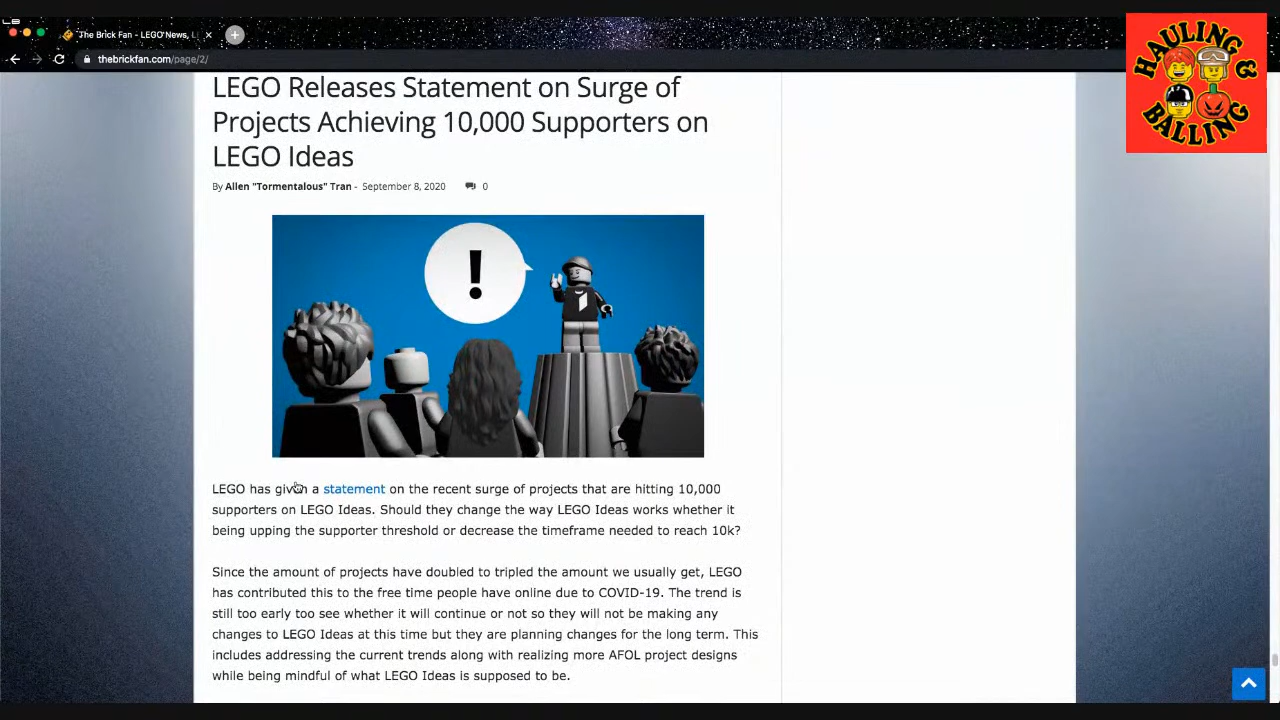 The Brick Fan - LEGO News, L
thebrickfan.com/page/2/
HAULING &
BALLING
LEGO Releases Statement on Surge of
Projects Achieving 10,000 Supporters on
LEGO Ideas
By Allen "Tormentalous" Tran - September 8, 2020 0
!
LEGO has given a statement on the recent surge of projects that are hitting 10,000
supporters on LEGO Ideas. Should they change the way LEGO Ideas works whether it
being upping the supporter threshold or decrease the timeframe needed to reach 10k?
Since the amount of projects have doubled to tripled the amount we usually get, LEGO
has contributed this to the free time people have online due to COVID-19. The trend is
still too early too see whether it will continue or not so they will not be making any
changes to LEGO Ideas at this time but they are planning changes for the long term. This
includes addressing the current trends along with realizing more AFOL project designs
while being mindful of what LEGO Ideas is supposed to be.